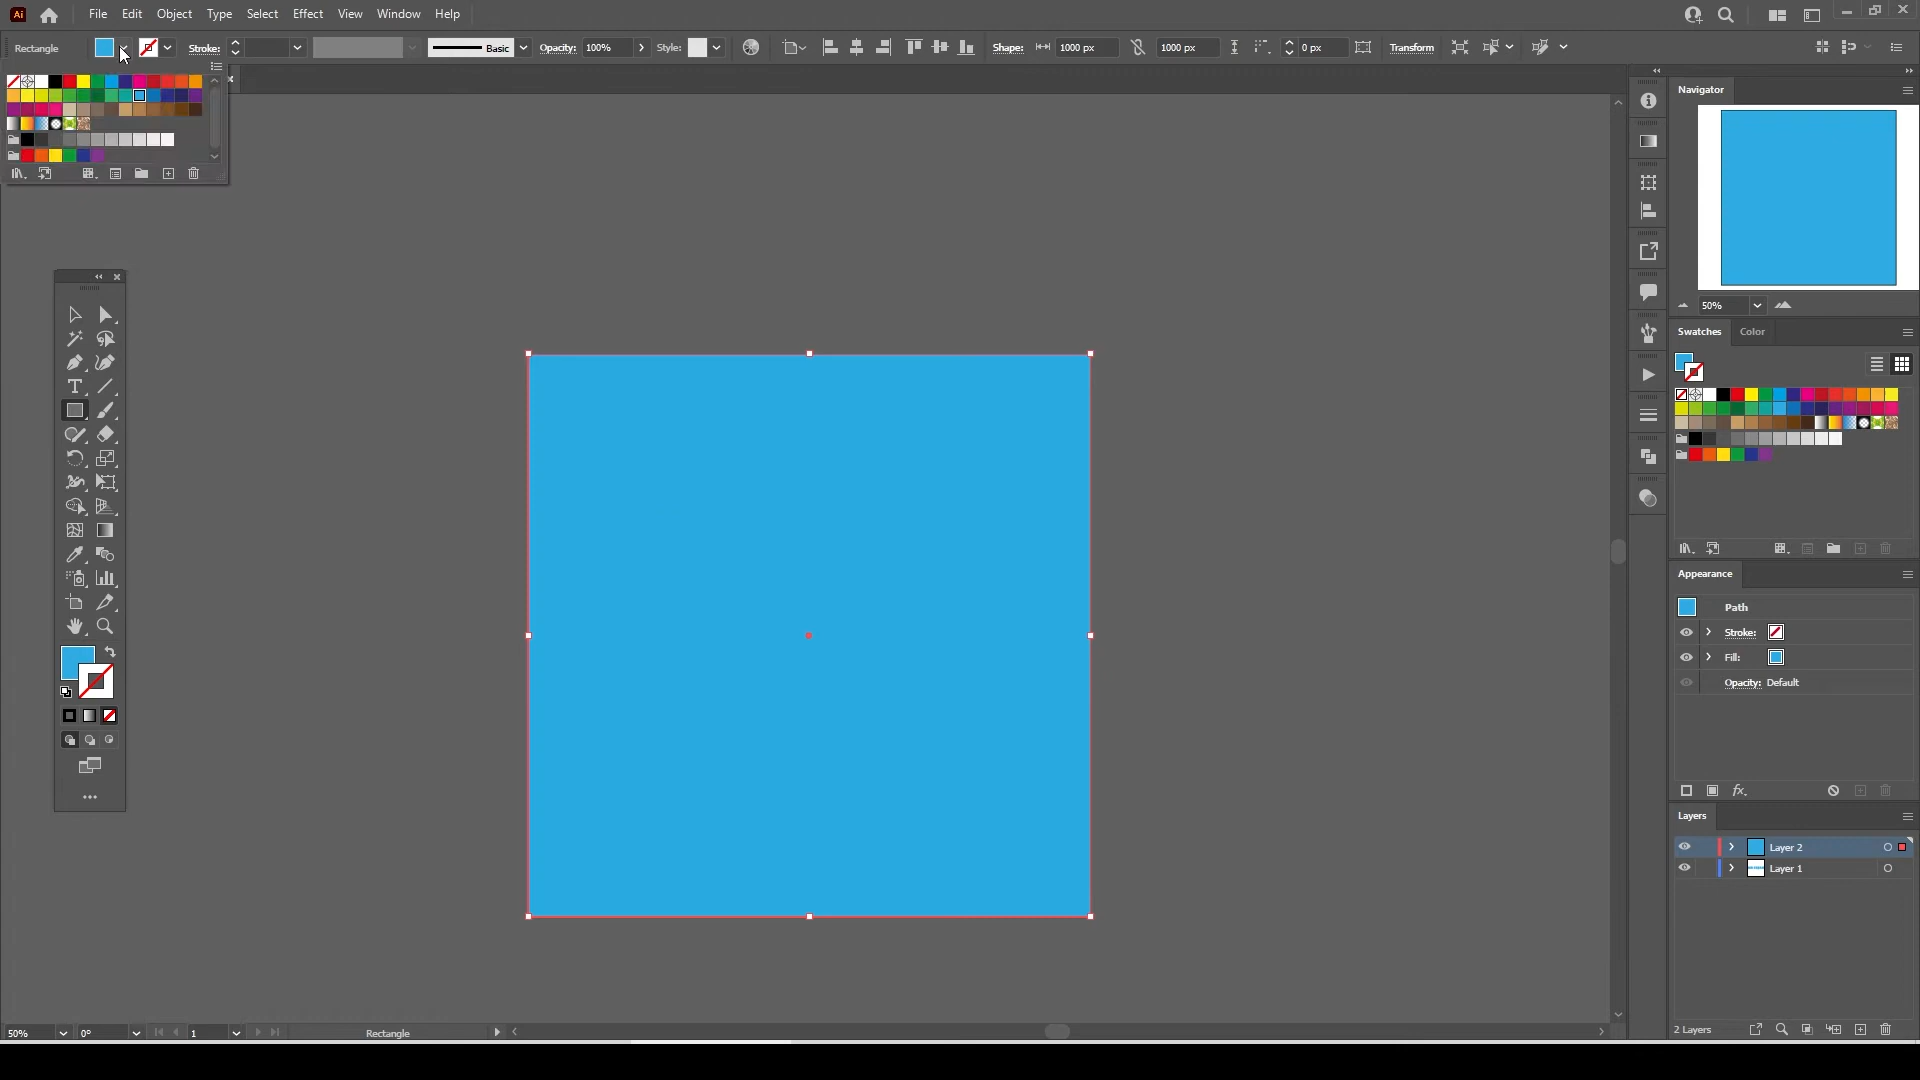 Ai File Edit Object Type Select Effect View Window Help
Rectangle Stroke: Basic Opacity: 100% Style: Shape: 1000 px 1000 px 0 px Transform
Navigator
50%
Swatches Color
Appearance
Path
Stroke:
Fill:
Opacity: Default
fx
Layers
Layer 2
Layer 1
2 Layers
50% 0° 1 Rectangle